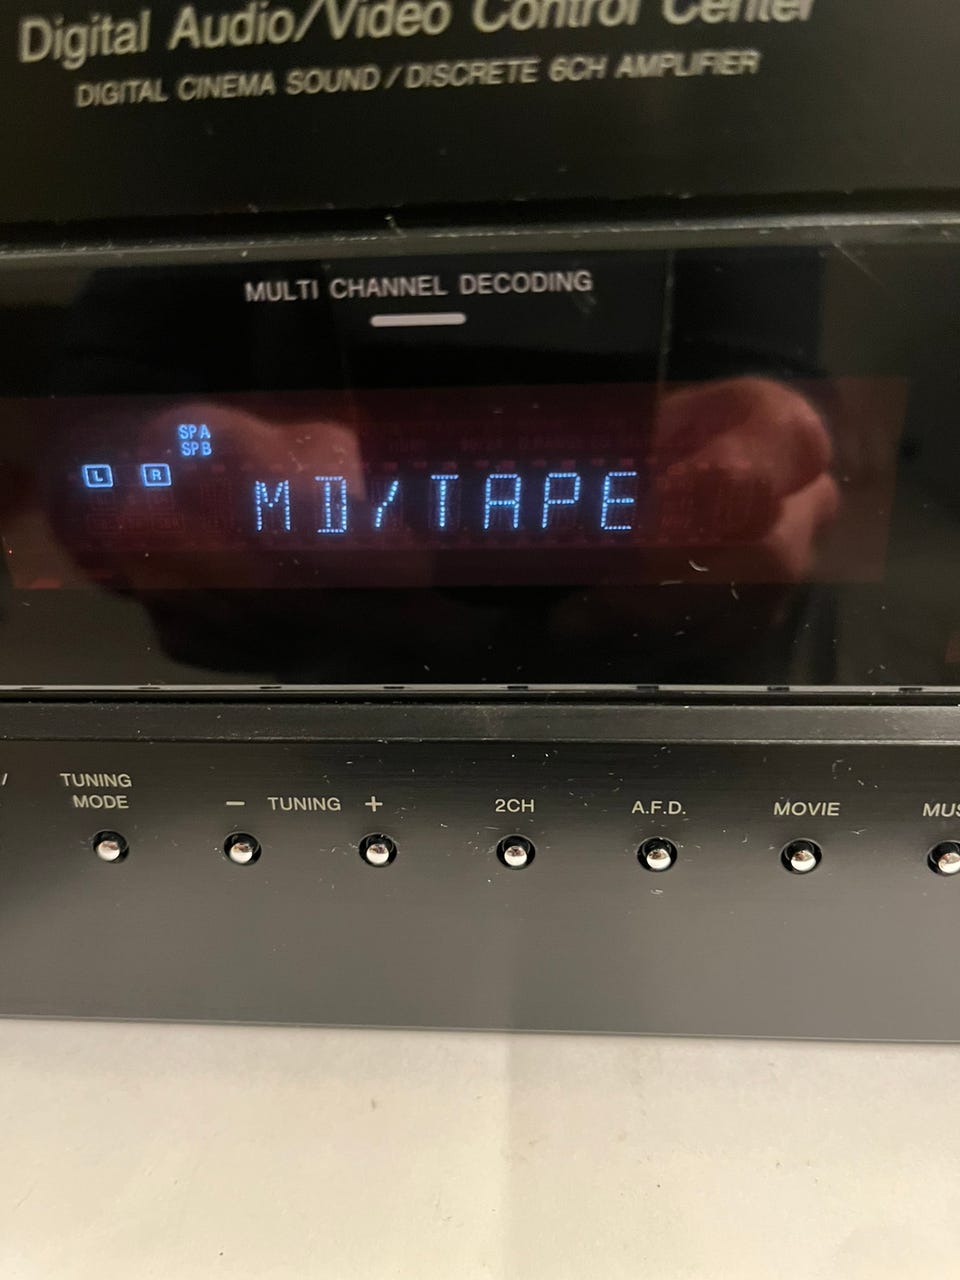 Digital Audio/Video Control Center
DIGITAL CINEMA SOUND / DISCRETE 6CH AMPLIFIER
MULTI CHANNEL DECODING
SP A
SP B
L R
MD/TAPE
/
TUNING MODE
− TUNING +
2CH
A.F.D.
MOVIE
MUS